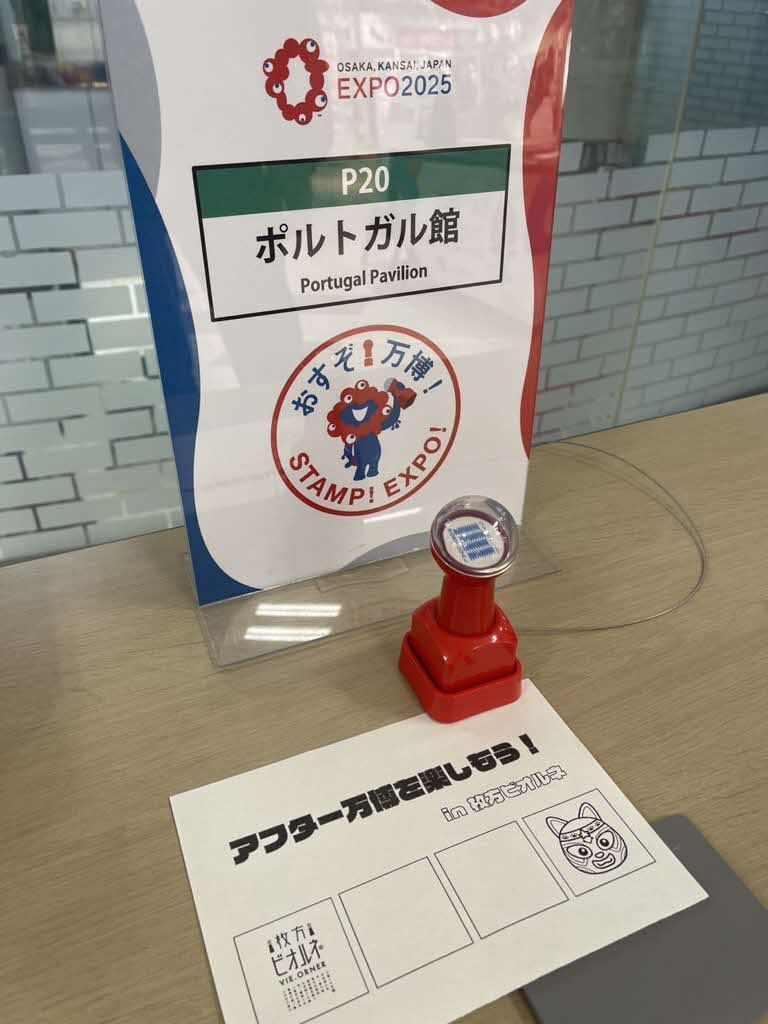 OSAKA, KANSAI, JAPAN
EXPO2025
P20
ポルトガル館
Portugal Pavilion
おすぞ!万博!
STAMP! EXPO!
アフター万博を楽しもう!
in 枚方ビオルネ
枚方
ビオルネ
VIE.ORNER